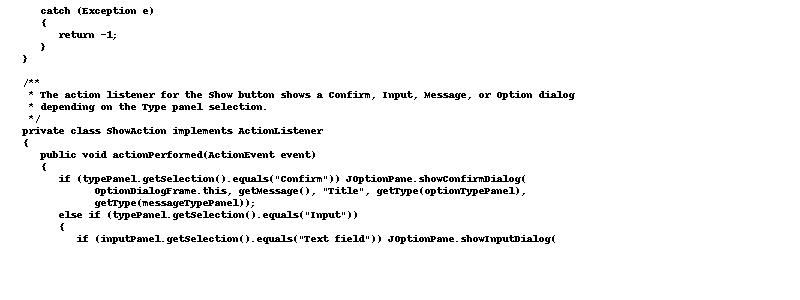 catch (Exception e)
{
return -1;
}
}
/**
* The action listener for the Show button shows a Confirm, Input, Message, or Option dialog
* depending on the Type panel selection.
*/
private class ShowAction implements ActionListener
{
public void actionPerformed(ActionEvent event)
{
if (typePanel.getSelection().equals("Confirm")) JOptionPane.showConfirmDialog(
OptionDialogFrame.this, getMessage(), "Title", getType(optionTypePanel),
getType(messageTypePanel));
else if (typePanel.getSelection().equals("Input"))
{
if (inputPanel.getSelection().equals("Text field")) JOptionPane.showInputDialog(